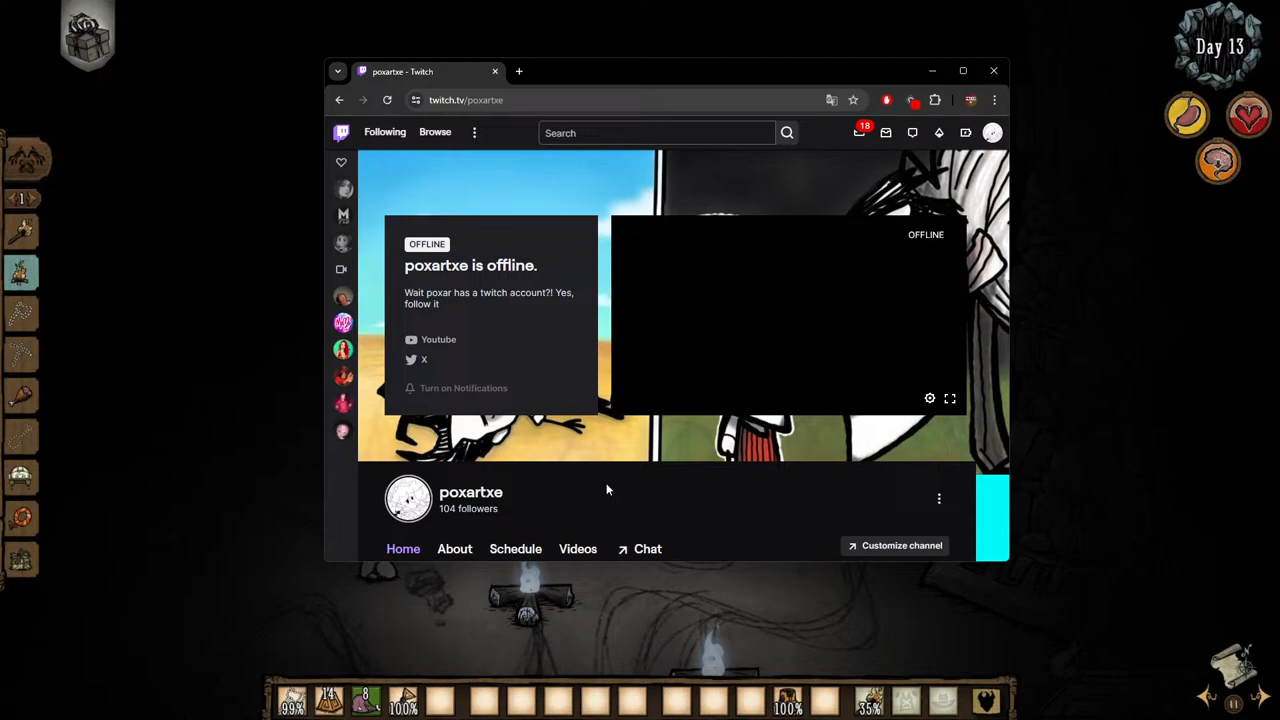 Day 13
poxartxe - Twitch
twitch.tv/poxartxe
Following
Browse
Search
18
OFFLINE
OFFLINE
poxartxe is offline.
Wait poxar has a twitch account?! Yes,
follow it
Youtube
X
Turn on Notifications
poxartxe
104 followers
Home
About
Schedule
Videos
Chat
Customize channel
1
99%
14
8
100%
100%
35%